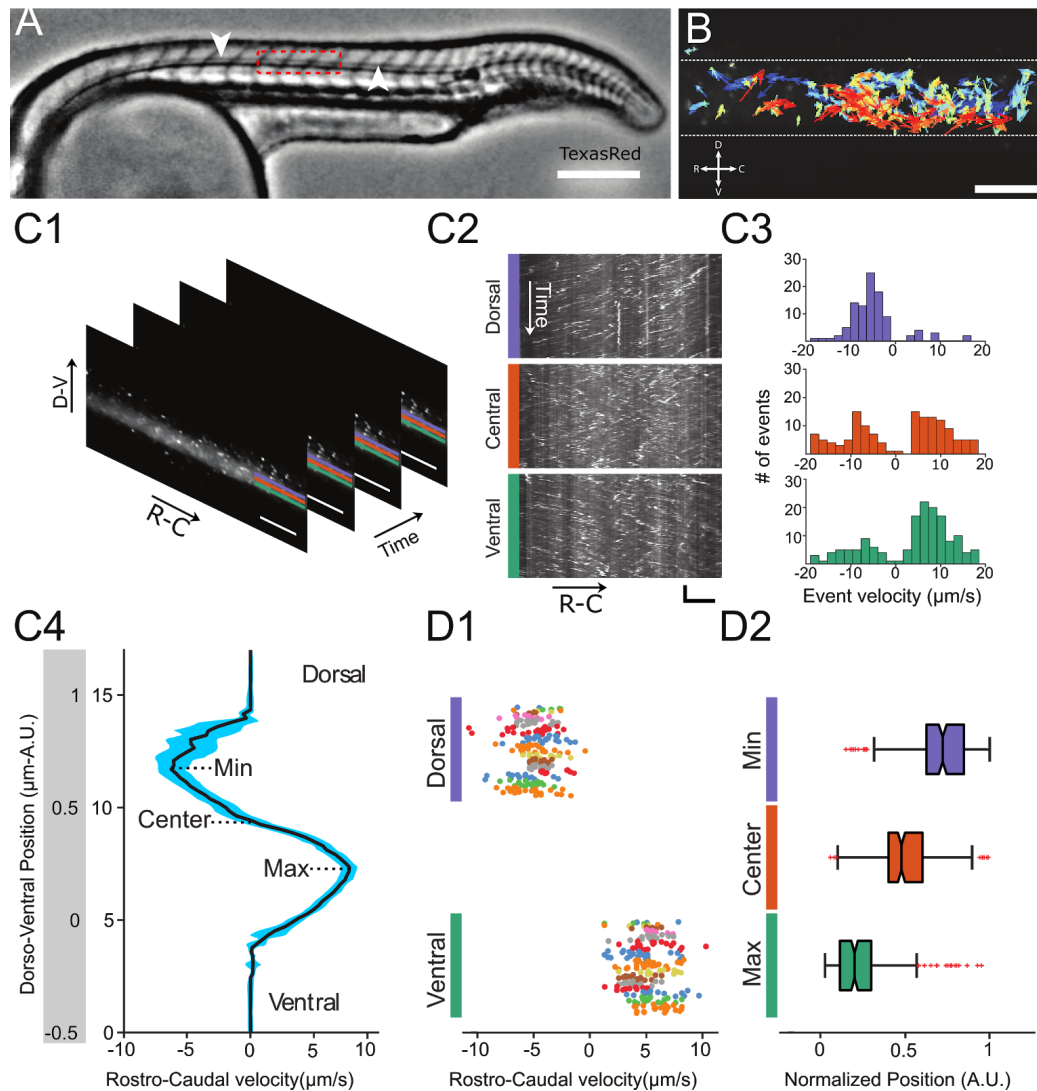 A
TexasRed
B
D
R C
V
C1
D-V
R-C
Time
C2
Dorsal
Time
Central
Ventral
R-C
C3
30
20
10
-20 -10 0 10 20
30
20
10
-20 -10 0 10 20
30
20
10
-20 -10 0 10 20
# of events
Event velocity (µm/s)
C4
Dorso-Ventral Position (µm-A.U.)
1
0.5
0
-0.5
15
10
5
0
Dorsal
Min
Center
Max
Ventral
-10 -5 0 5 10
Rostro-Caudal velocity(µm/s)
D1
Dorsal
Ventral
-10 -5 0 5 10
Rostro-Caudal velocity(µm/s)
D2
Min
Center
Max
0 0.5 1
Normalized Position (A.U.)